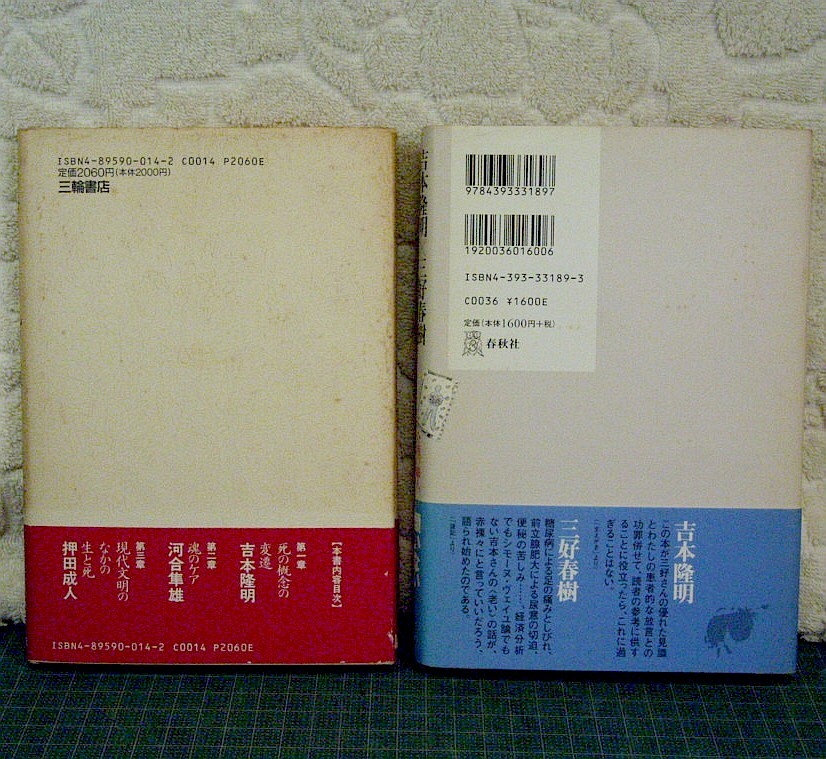 ISBN4-89590-014-2 C0014 P2060E
定価2060円(本体2000円)
三輪書店
【本書内容目次】
第一章
死の概念の
変遷
吉本隆明
第二章
魂のケア
河合隼雄
第三章
現代文明の
なかの
生と死
押田成人
ISBN4-89590-014-2 C0014 P2060E
吉本隆明 三好春樹
9784393331897
1920036016006
ISBN4-393-33189-3
C0036 ¥1600E
定価(本体1600円+税)
春秋社
吉本隆明
この本が三好さんの優れた見識
とわたしの患者的な放言との
功罪併せて、読者の参考に供す
ることに役立つたら、これに過
ぎることはない。
三好春樹
糖尿病による足の痛みとしびれ、
前立腺肥大による尿意の切迫、
便秘の苦しみ……、経済分析
でもシモーヌ・ヴェイユ論でも
ない吉本さんの〈老い〉の話が、
赤裸々にと言っていいだろう、
語られ始めたのである。